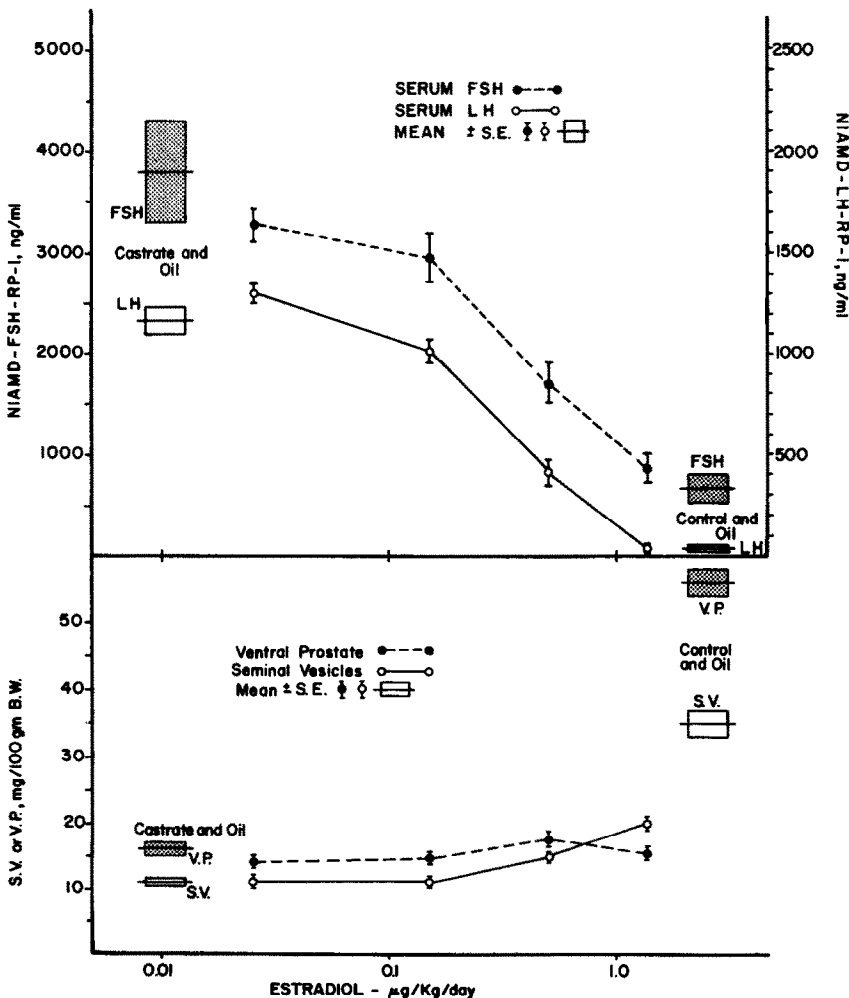 5000
4000
3000
2000
1000
NIAMD-FSH-RP-I, ng/ml
2500
2000
1500
1000
500
NIAMD-LH-RP-I, ng/ml
SERUM FSH
SERUM LH
MEAN ± S.E.
FSH
Castrate and
Oil
LH
FSH
Control and
Oil
LH
V.P.
Control
and Oil
S.V.
Ventral Prostate
Seminal Vesicles
Mean ± S.E.
50
40
30
20
10
0
S.V. or V.P., mg/100gm B.W.
Castrate and Oil
V.P.
S.V.
0.01
0.1
1.0
ESTRADIOL - μg/Kg/day